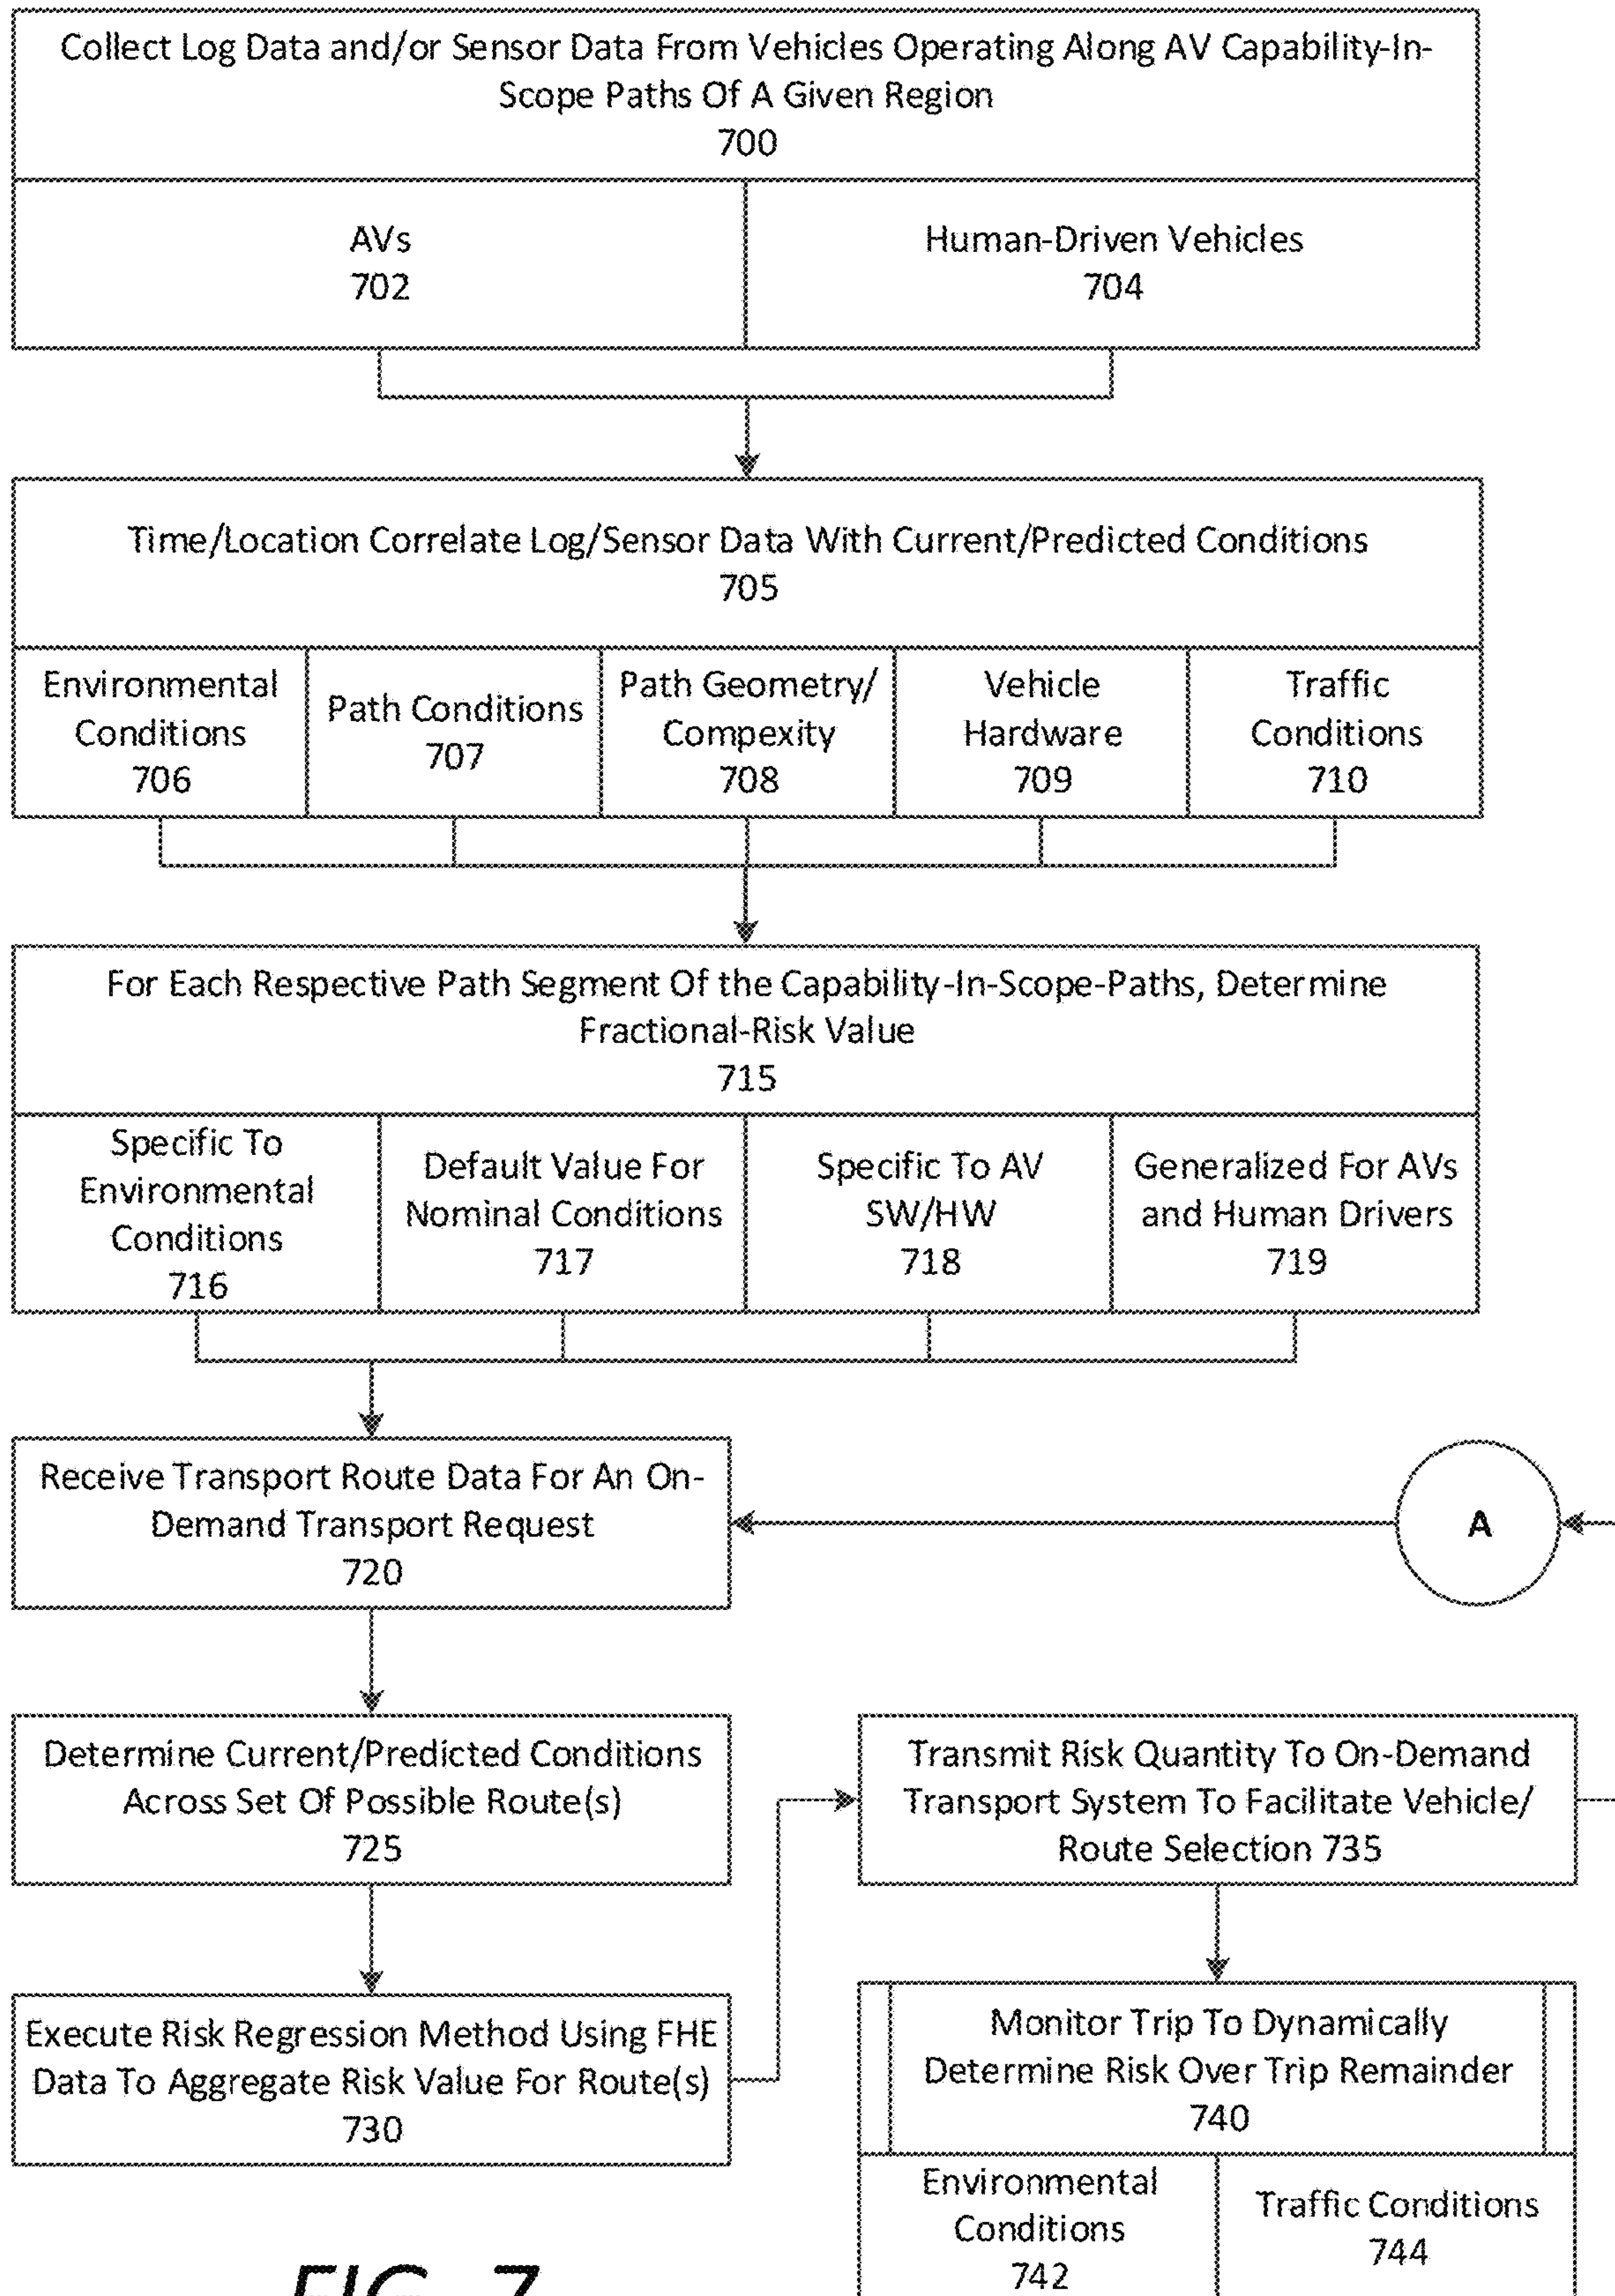 Collect Log Data and/or Sensor Data From Vehicles Operating Along AV Capability-In-
Scope Paths Of A Given Region
700
AVs
702
Human-Driven Vehicles
704
Time/Location Correlate Log/Sensor Data With Current/Predicted Conditions
705
Environmental
Conditions
706
Path Conditions
707
Path Geometry/
Compexity
708
Vehicle
Hardware
709
Traffic
Conditions
710
For Each Respective Path Segment Of the Capability-In-Scope-Paths, Determine
Fractional-Risk Value
715
Specific To
Environmental
Conditions
716
Default Value For
Nominal Conditions
717
Specific To AV
SW/HW
718
Generalized For AVs
and Human Drivers
719
Receive Transport Route Data For An On-
Demand Transport Request
720
A
Determine Current/Predicted Conditions
Across Set Of Possible Route(s)
725
Execute Risk Regression Method Using FHE
Data To Aggregate Risk Value For Route(s)
730
Transmit Risk Quantity To On-Demand
Transport System To Facilitate Vehicle/
Route Selection 735
Monitor Trip To Dynamically
Determine Risk Over Trip Remainder
740
Environmental
Conditions
742
Traffic Conditions
744
FIG. 7